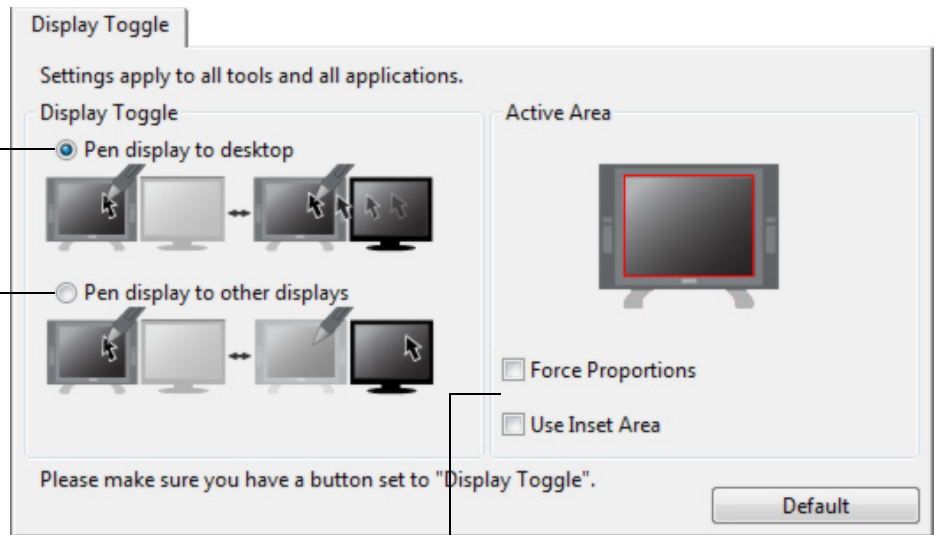 Display Toggle
Settings apply to all tools and all applications.
Display Toggle
Pen display to desktop
Pen display to other displays
Active Area
Force Proportions
Use Inset Area
Please make sure you have a button set to "Display Toggle".
Default